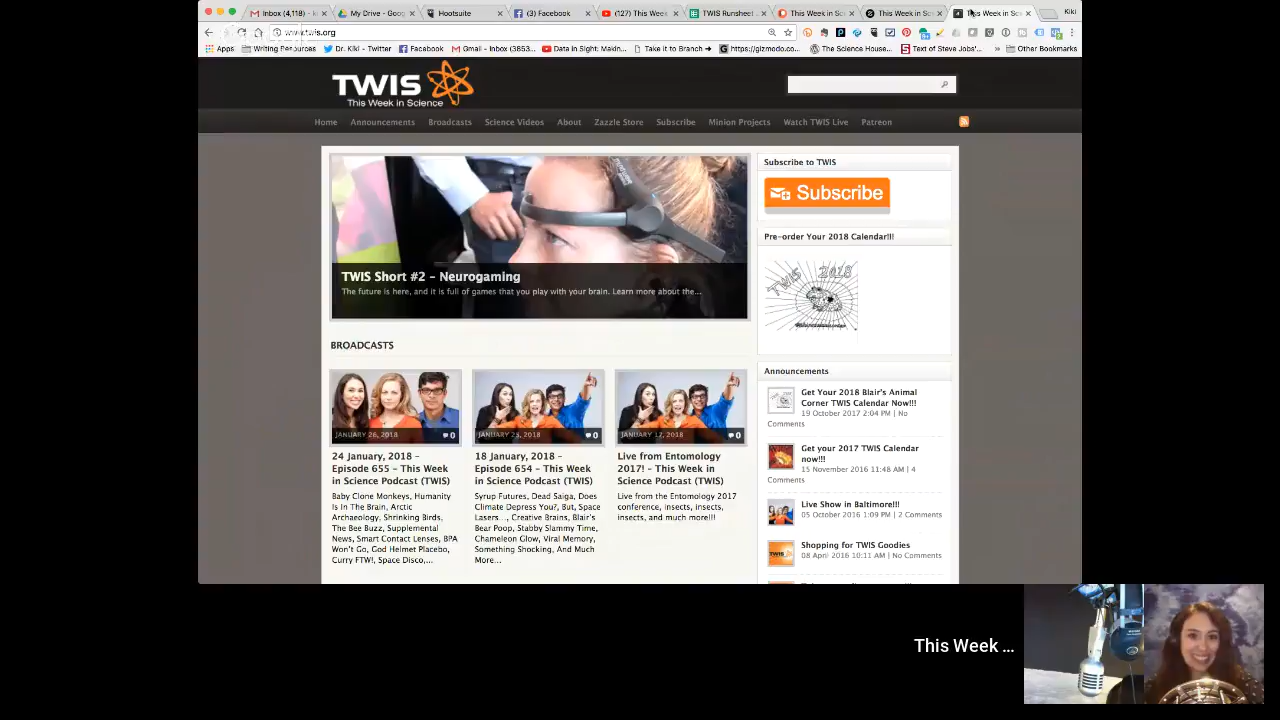 Inbox (4,118) - ki
My Drive - Goog
Hootsuite
(3) Facebook
(127) This Week
TWIS Runsheet
This Week in Sc
This Week in Sc
This Week in Sc
Kiki
www.twis.org
Apps
Writing Resources
Dr. Kiki - Twitter
Facebook
Gmail - Inbox (3853...
Data in Sight: Makin...
Take it to Branch →
https://gizmodo.com...
The Science House
Text of Steve Jobs'...
»
Other Bookmarks
TWIS
This Week in Science
Home
Announcements
Broadcasts
Science Videos
About
Zazzle Store
Subscribe
Minion Projects
Watch TWIS Live
Patreon
TWIS Short #2 – Neurogaming
The future is here, and it is full of games that you play with your brain. Learn more about the...
BROADCASTS
JANUARY 26, 2018
0
24 January, 2018 –
Episode 655 – This Week
in Science Podcast (TWIS)
Baby Clone Monkeys, Humanity
Is In The Brain, Arctic
Archaeology, Shrinking Birds,
The Bee Buzz, Supplemental
News, Smart Contact Lenses, BPA
Won't Go, God Helmet Placebo,
Curry FTW!, Space Disco,...
JANUARY 23, 2018
0
18 January, 2018 –
Episode 654 – This Week
in Science Podcast (TWIS)
Syrup Futures, Dead Saiga, Does
Climate Depress You?, But, Space
Lasers..., Creative Brains, Blair's
Bear Poop, Stabby Slammy Time,
Chameleon Glow, Viral Memory,
Something Shocking, And Much
More...
JANUARY 17, 2018
0
Live from Entomology
2017! – This Week in
Science Podcast (TWIS)
Live from the Entomology 2017
conference, insects, insects,
insects, and much more!!!
Subscribe to TWIS
Subscribe
Pre-order Your 2018 Calendar!!!
TWIS 2018
Announcements
Get Your 2018 Blair's Animal
Corner TWIS Calendar Now!!!
19 October 2017 2:04 PM | No
Comments
Get your 2017 TWIS Calendar
now!!!
15 November 2016 11:48 AM | 4
Comments
Live Show in Baltimore!!!
05 October 2016 1:09 PM | 2 Comments
Shopping for TWIS Goodies
08 April 2016 10:11 AM | No Comments
This Week ...